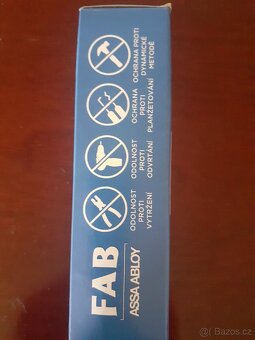 FAB
ASSA ABLOY
ODOLNOST
PROTI
VYTRŽENÍ
ODOLNOST
PROTI
ODVRTÁNÍ
OCHRANA
PROTI
PLANŽETOVÁNÍ
OCHRANA PROTI
DYNAMICKÉ
METODĚ
Bazos.cz